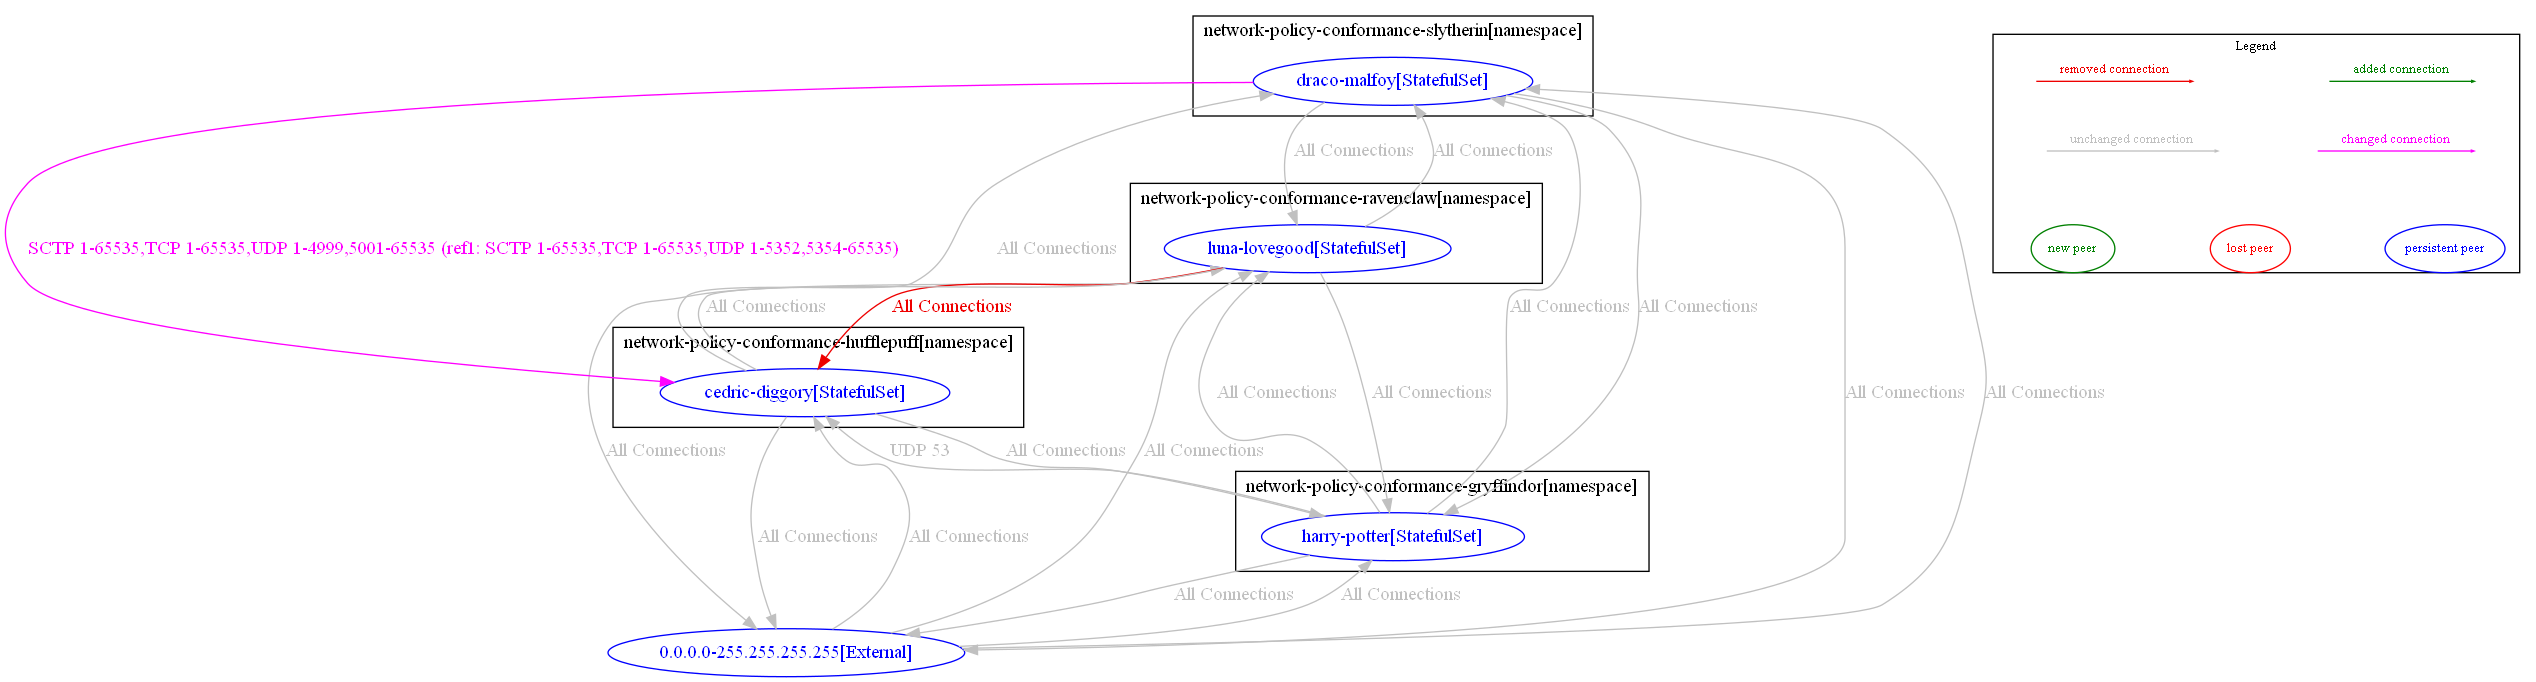 network-policy-conformance-slytherin[namespace]
draco-malfoy[StatefulSet]
Legend
removed connection
added connection
unchanged connection
changed connection
new peer
lost peer
persistent peer
All Connections
All Connections
network-policy-conformance-ravenclaw[namespace]
luna-lovegood[StatefulSet]
SCTP 1-65535,TCP 1-65535,UDP 1-4999,5001-65535 (ref1: SCTP 1-65535,TCP 1-65535,UDP 1-5352,5354-65535)
All Connections
All Connections
All Connections
All Connections
All Connections
network-policy-conformance-hufflepuff[namespace]
cedric-diggory[StatefulSet]
All Connections
All Connections
All Connections
All Connections
All Connections
UDP 53
All Connections
All Connections
network-policy-conformance-gryffindor[namespace]
harry-potter[StatefulSet]
All Connections
All Connections
All Connections
All Connections
0.0.0.0-255.255.255.255[External]